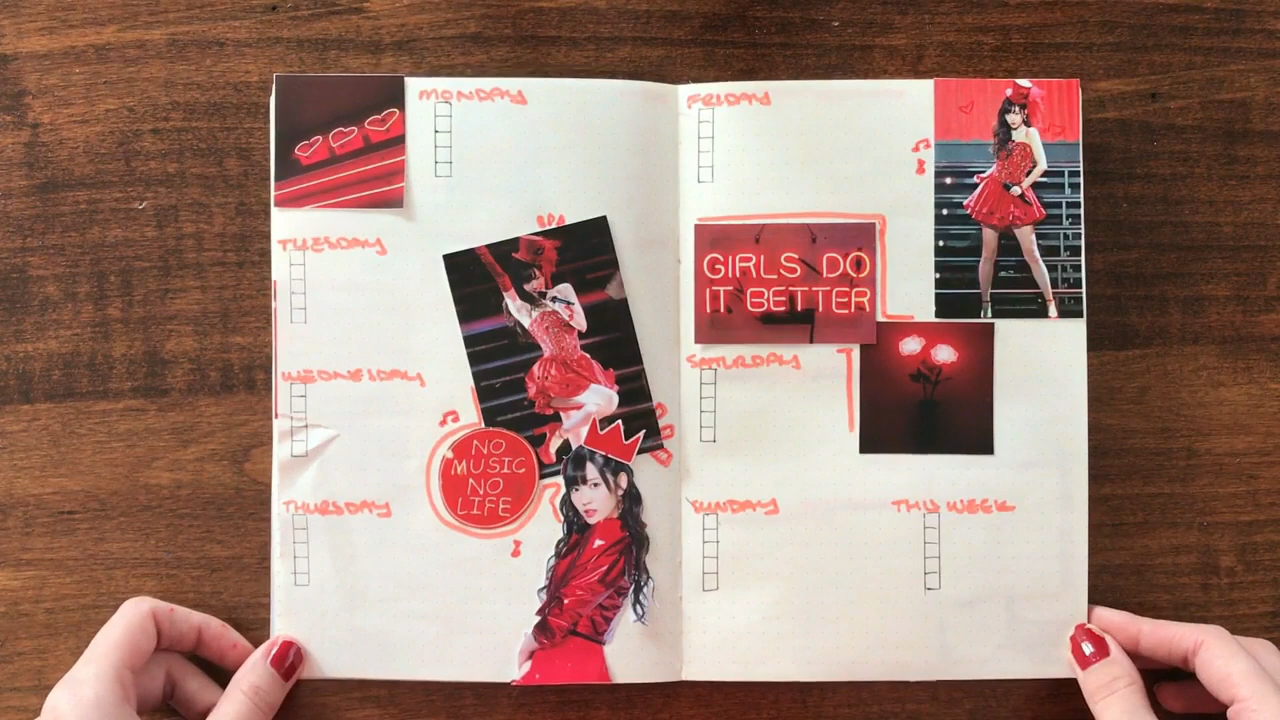 MONDAY
TUESDAY
WEDNESDAY
THURSDAY
NO
MUSIC
NO
LIFE
FRIDAY
GIRLS DO
IT BETTER
SATURDAY
SUNDAY
THIS WEEK